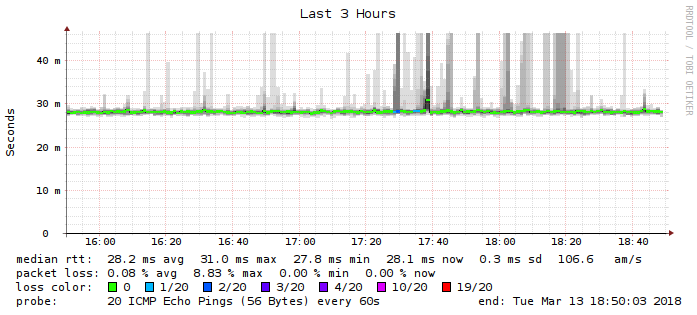 Last 3 Hours
RRDTOOL / TOBI OETIKER
Seconds
40 m
30 m
20 m
10 m
0
16:00 16:20 16:40 17:00 17:20 17:40 18:00 18:20 18:40
median rtt: 28.2 ms avg 31.0 ms max 27.8 ms min 28.1 ms now 0.3 ms sd 106.6 am/s
packet loss: 0.08 % avg 8.83 % max 0.00 % min 0.00 % now
loss color: 0 1/20 2/20 3/20 4/20 10/20 19/20
probe: 20 ICMP Echo Pings (56 Bytes) every 60s end: Tue Mar 13 18:50:03 2018